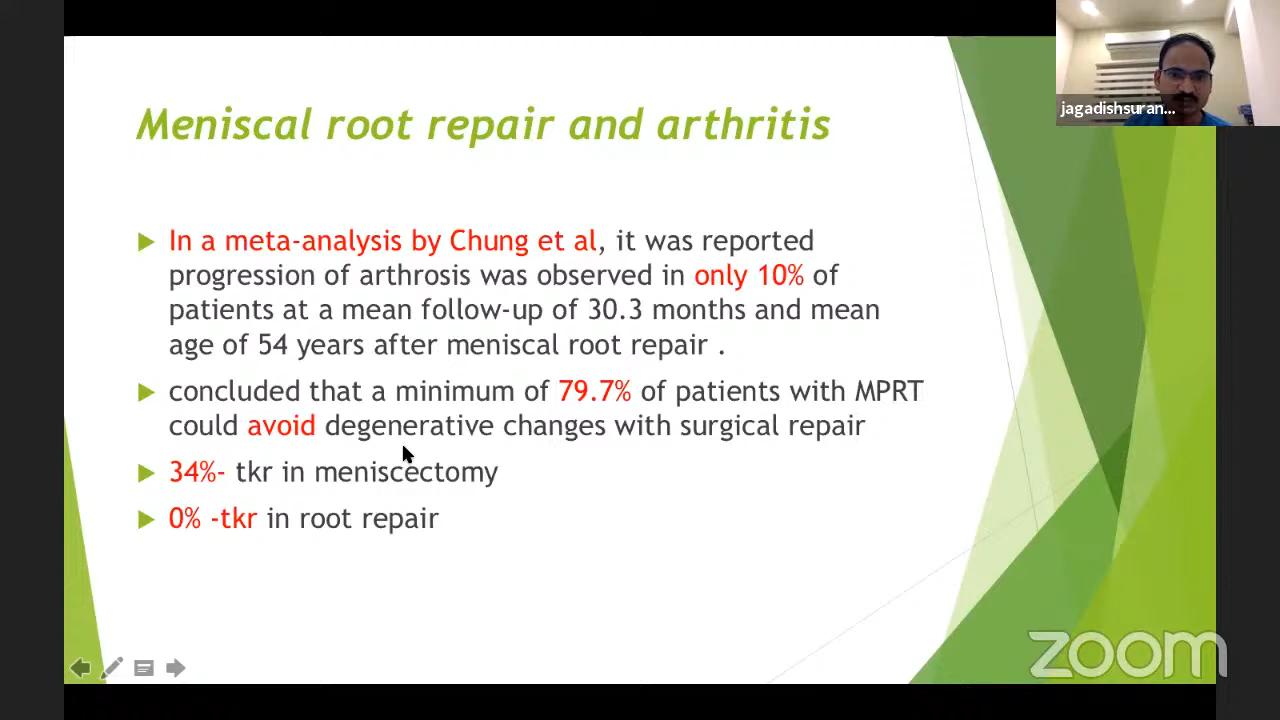 jagadishsuran...
Meniscal root repair and arthritis
In a meta-analysis by Chung et al, it was reported
progression of arthrosis was observed in only 10% of
patients at a mean follow-up of 30.3 months and mean
age of 54 years after meniscal root repair .
concluded that a minimum of 79.7% of patients with MPRT
could avoid degenerative changes with surgical repair
34%- tkr in meniscectomy
0% -tkr in root repair
zoom